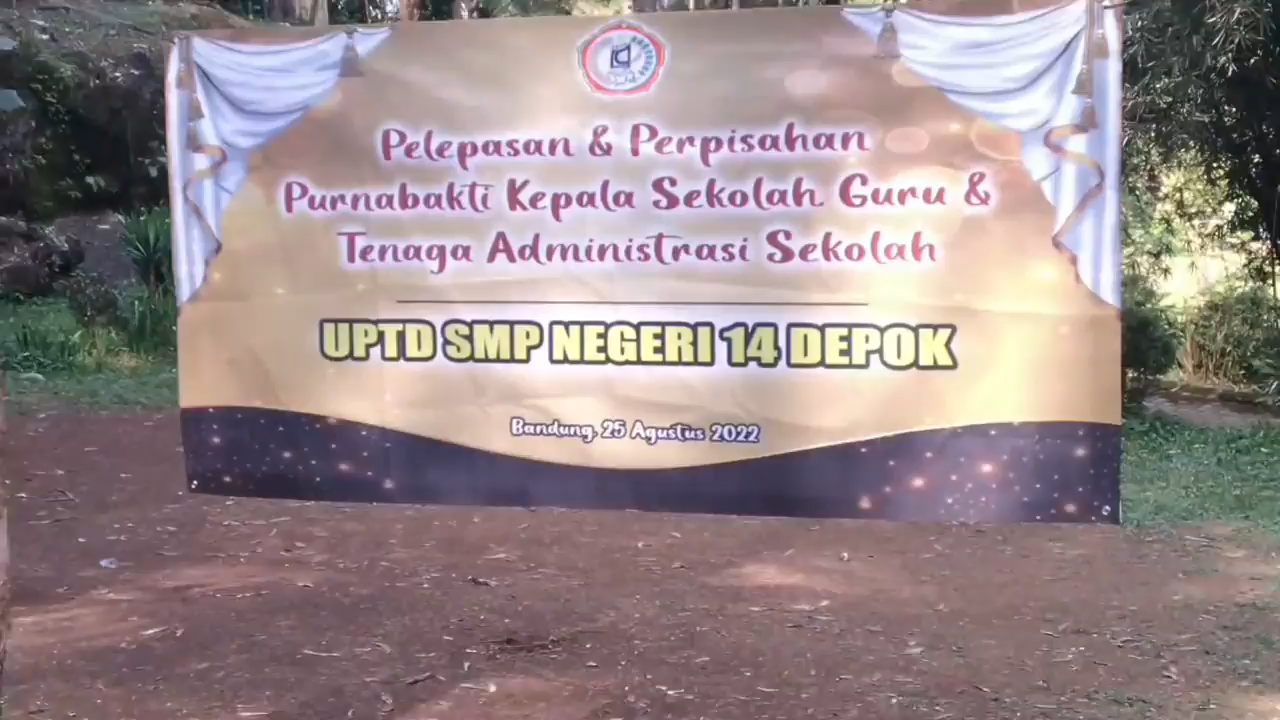 Pelepasan & Perpisahan
Purnabakti Kepala Sekolah Guru &
Tenaga Administrasi Sekolah
UPTD SMP NEGERI 14 DEPOK
Bandung, 25 Agustus 2022